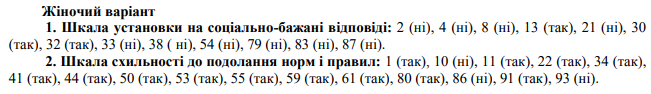 Жіночий варіант
1. Шкала установки на соціально-бажані відповіді: 2 (ні), 4 (ні), 8 (ні), 13 (так), 21 (ні), 30
(так), 32 (так), 33 (ні), 38 ( ні), 54 (ні), 79 (ні), 83 (ні), 87 (ні).
2. Шкала схильності до подолання норм і правил: 1 (так), 10 (ні), 11 (так), 22 (так), 34 (так),
41 (так), 44 (так), 50 (так), 53 (так), 55 (так), 59 (так), 61 (так), 80 (так), 86 (ні), 91 (так), 93 (ні).